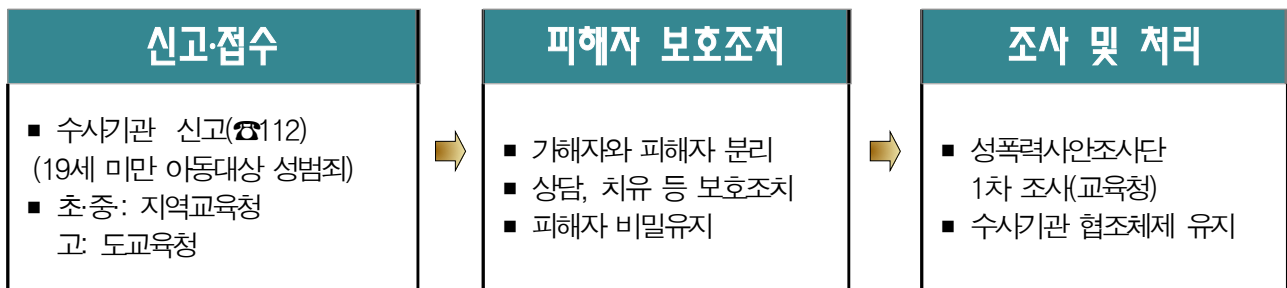 신고·접수
■ 수사기관 신고(☎112)
(19세 미만 아동대상 성범죄)
■ 초·중·: 지역교육청
고: 도교육청
피해자 보호조치
■ 가해자와 피해자 분리
■ 상담, 치유 등 보호조치
■ 피해자 비밀유지
조사 및 처리
■ 성폭력사안조사단
1차 조사(교육청)
■ 수사기관 협조체제 유지